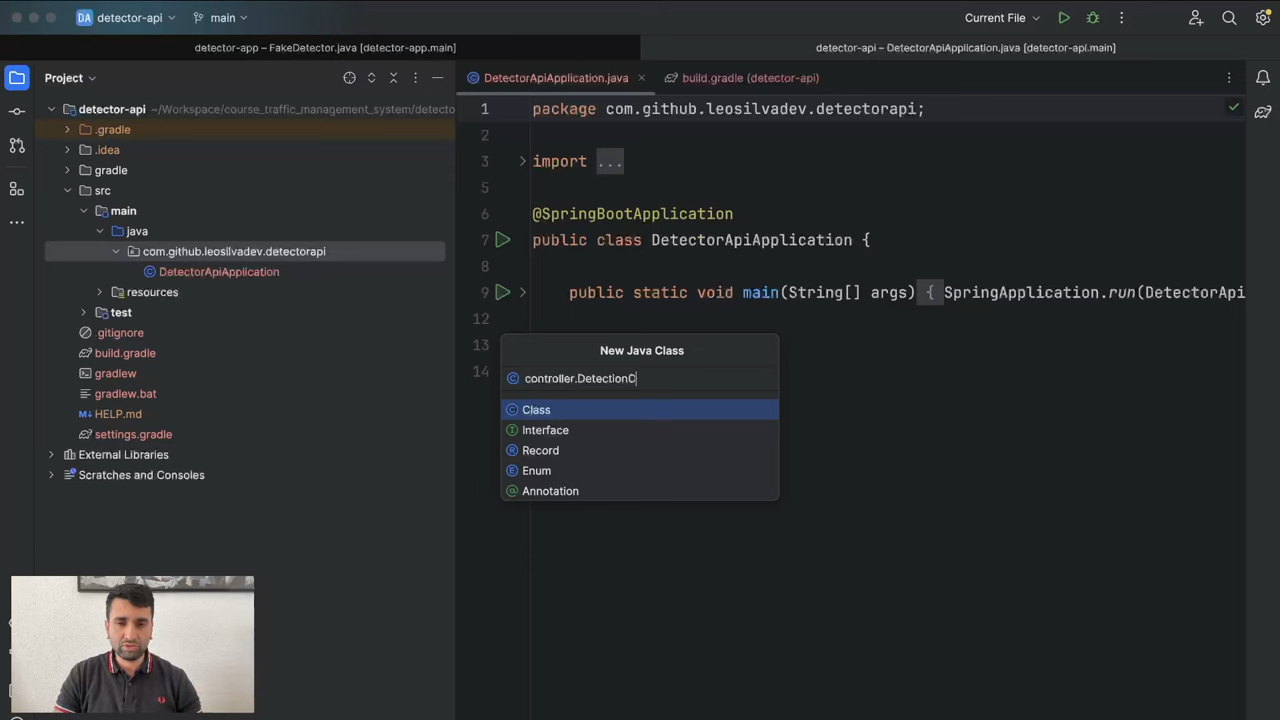 DA detector-api main Current File
detector-app – FakeDetector.java [detector-app.main] detector-api – DetectorApiApplication.java [detector-api.main]
Project
DetectorApiApplication.java build.gradle (detector-api)
detector-api ~/Workspace/course_traffic_management_system/detecto
.gradle
.idea
gradle
src
main
java
com.github.leosilvadev.detectorapi
DetectorApiApplication
resources
test
.gitignore
build.gradle
gradlew
gradlew.bat
HELP.md
settings.gradle
External Libraries
Scratches and Consoles
1 package com.github.leosilvadev.detectorapi;
2
3 import ...
5
6 @SpringBootApplication
7 public class DetectorApiApplication {
8
9 public static void main(String[] args) { SpringApplication.run(DetectorApi
12
13
14
New Java Class
controller.DetectionC
Class
Interface
Record
Enum
Annotation